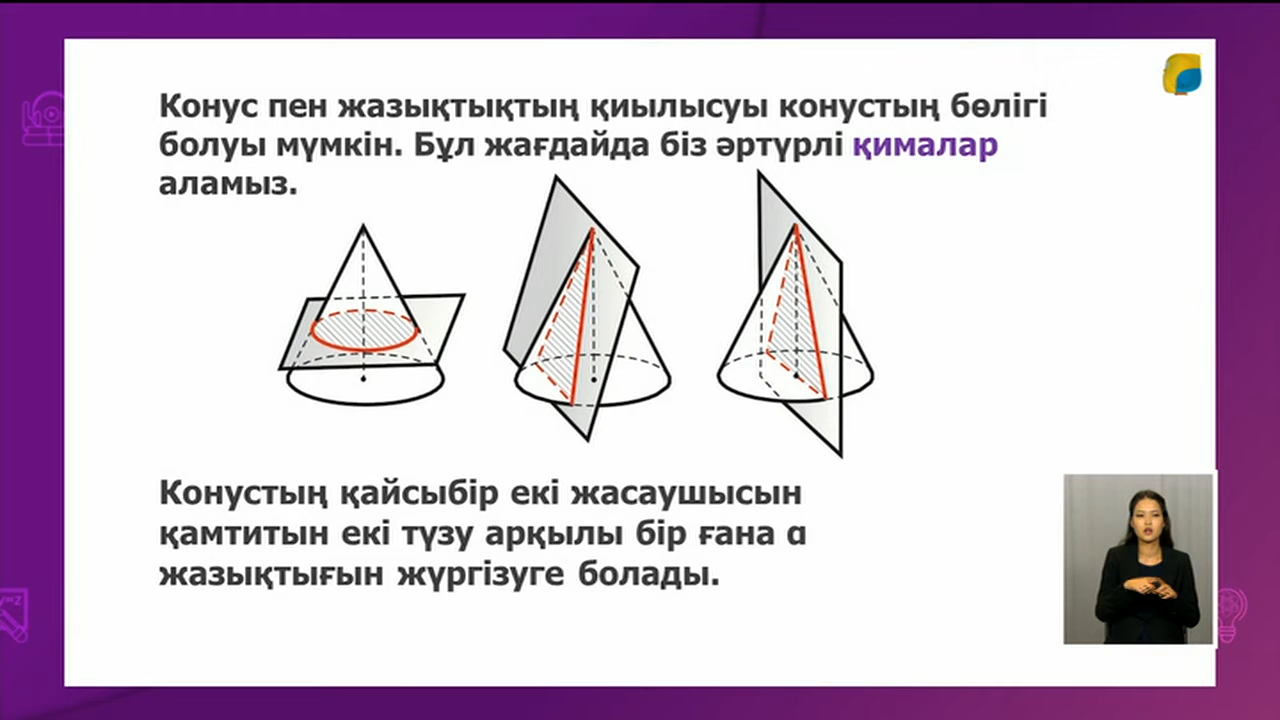 Конус пен жазықтықтың қиылысуы конустың бөлігі
болуы мүмкін. Бұл жағдайда біз әртүрлі қималар
аламыз.
Конустың қайсыбір екі жасаушысын
қамтитын екі түзу арқылы бір ғана α
жазықтығын жүргізуге болады.